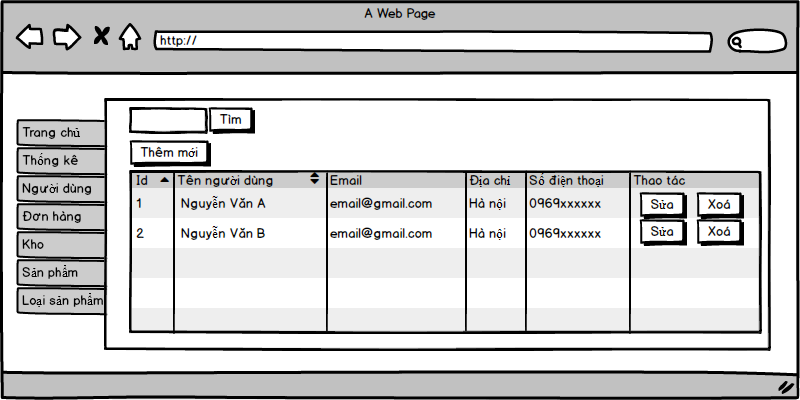 A Web Page
http://
Tìm
Thêm mới
Trang chủ
Thống kê
Người dùng
Đơn hàng
Kho
Sản phẩm
Loại sản phẩm
Id Tên người dùng Email Địa chỉ Số điện thoại Thao tác
1 Nguyễn Văn A email@gmail.com Hà nội 0969xxxxxx Sửa Xoá
2 Nguyễn Văn B email@gmail.com Hà nội 0969xxxxxx Sửa Xoá